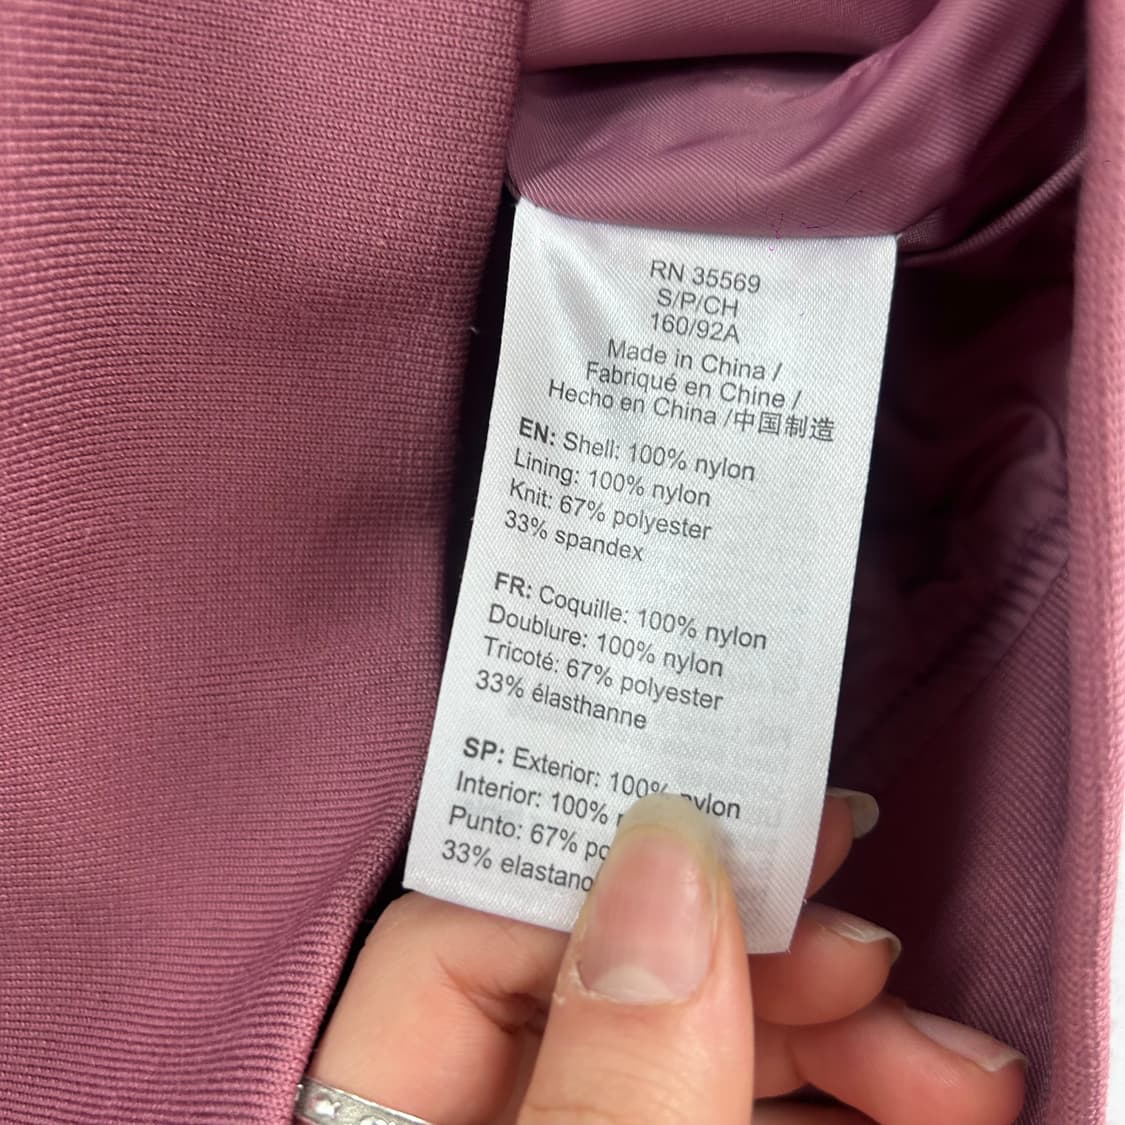 RN 35569
S/P/CH
160/92A
Made in China /
Fabriqué en Chine /
Hecho en China /中国制造
EN: Shell: 100% nylon
Lining: 100% nylon
Knit: 67% polyester
33% spandex
FR: Coquille: 100% nylon
Doublure: 100% nylon
Tricoté: 67% polyester
33% élasthanne
SP: Exterior: 100% nylon
Interior: 100%
Punto: 67%
33% elastano